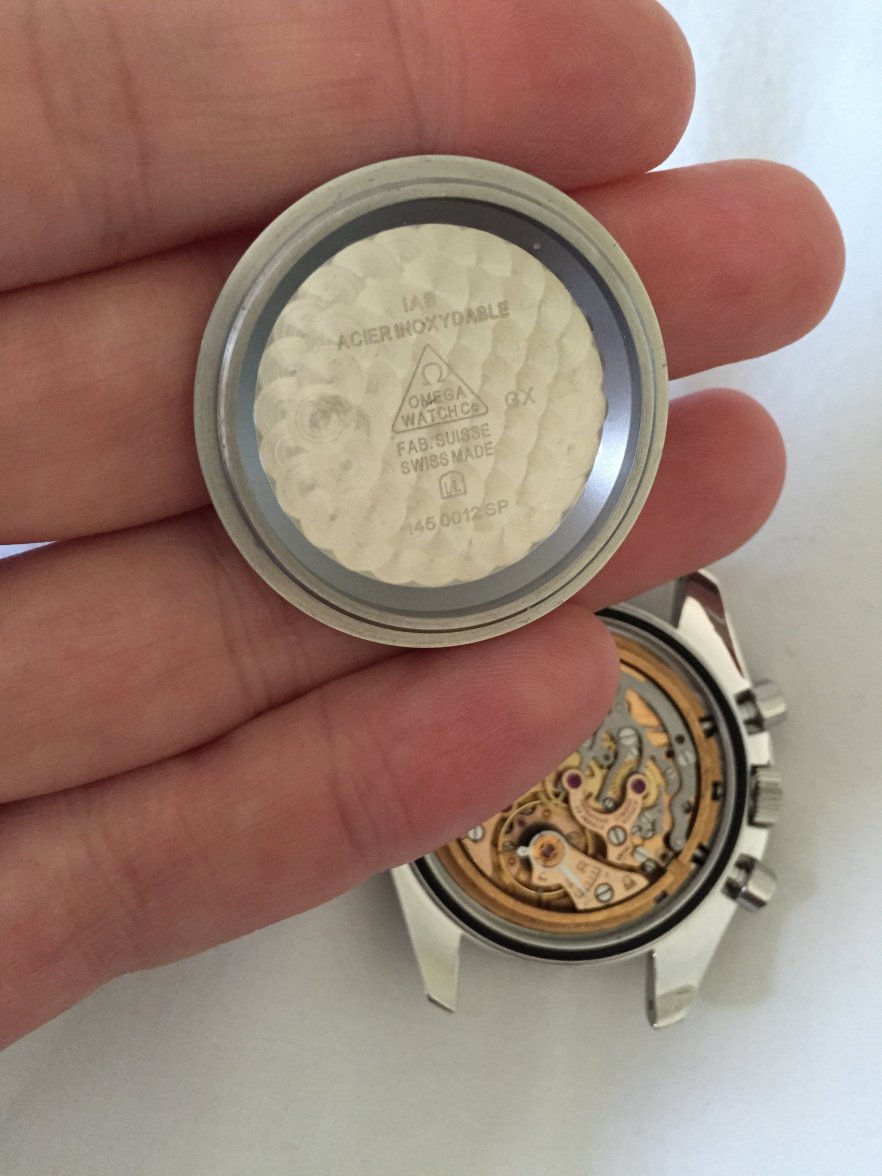 IAB
ACIER INOXYDABLE
Ω
OMEGA
WATCH Co
GX
FAB. SUISSE
SWISS MADE
145 0012 SP
R